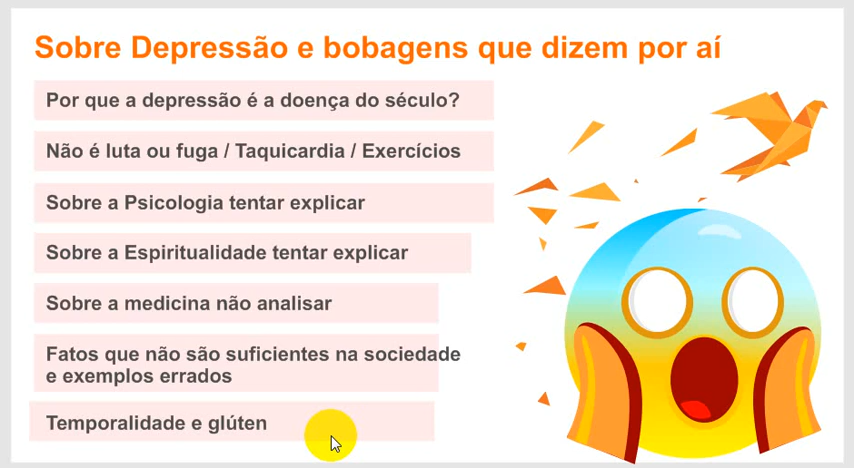 Sobre Depressão e bobagens que dizem por aí
Por que a depressão é a doença do século?
Não é luta ou fuga / Taquicardia / Exercícios
Sobre a Psicologia tentar explicar
Sobre a Espiritualidade tentar explicar
Sobre a medicina não analisar
Fatos que não são suficientes na sociedade
e exemplos errados
Temporalidade e glúten